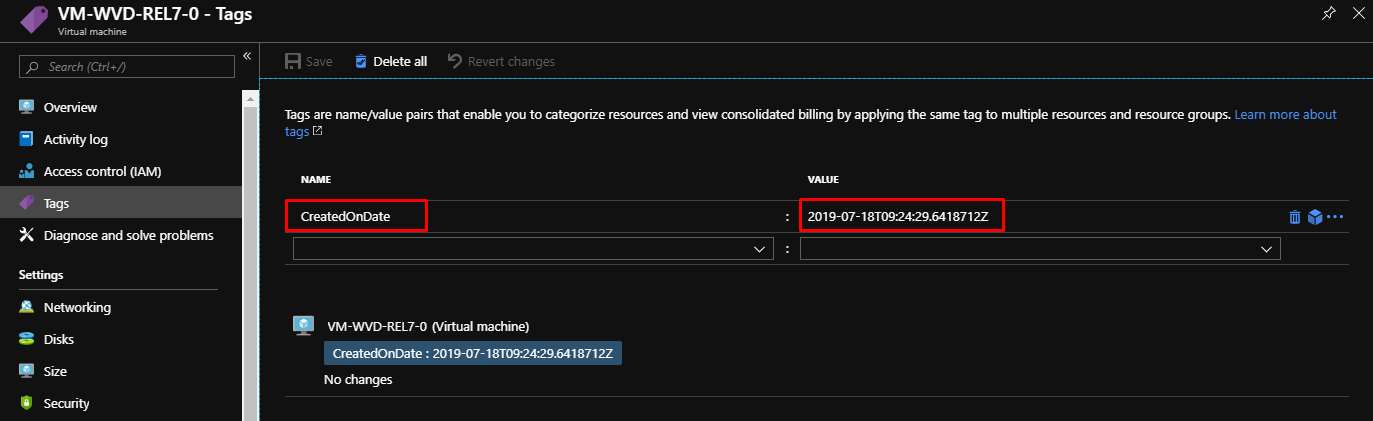 VM-WVD-REL7-0 - Tags
Virtual machine
Search (Ctrl+/)
«
Overview
Activity log
Access control (IAM)
Tags
Diagnose and solve problems
Settings
Networking
Disks
Size
Security
Save
Delete all
Revert changes
Tags are name/value pairs that enable you to categorize resources and view consolidated billing by applying the same tag to multiple resources and resource groups. Learn more about
tags
NAME VALUE
CreatedOnDate : 2019-07-18T09:24:29.6418712Z
:
VM-WVD-REL7-0 (Virtual machine)
CreatedOnDate : 2019-07-18T09:24:29.6418712Z
No changes